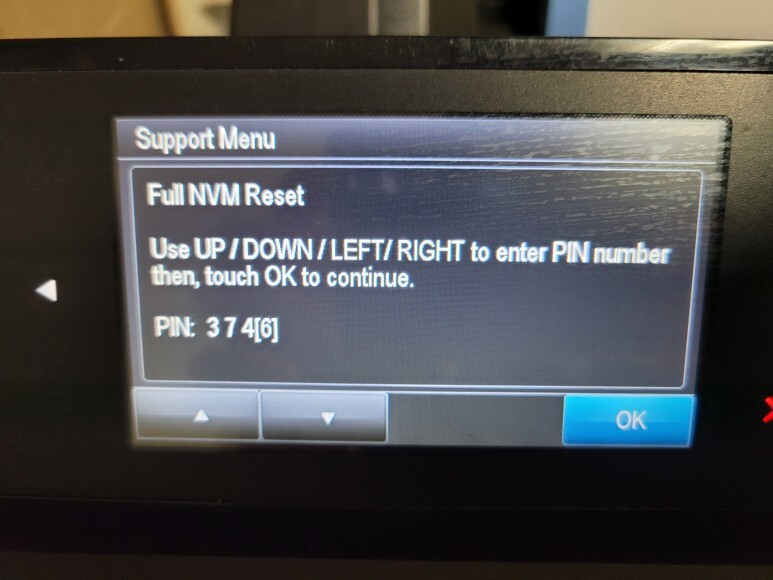 Support Menu
Full NVM Reset
Use UP / DOWN / LEFT/ RIGHT to enter PIN number
then, touch OK to continue.
PIN: 3 7 4[6]
OK